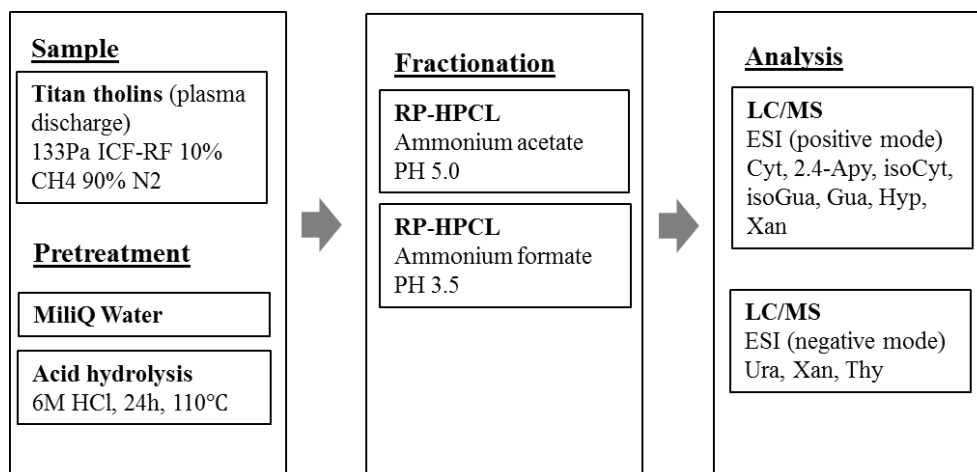 Sample
Titan tholins (plasma
discharge)
133Pa ICF-RF 10%
CH4 90% N2
Pretreatment
MiliQ Water
Acid hydrolysis
6M HCl, 24h, 110℃
Fractionation
RP-HPCL
Ammonium acetate
PH 5.0
RP-HPCL
Ammonium formate
PH 3.5
Analysis
LC/MS
ESI (positive mode)
Cyt, 2.4-Apy, isoCyt,
isoGua, Gua, Hyp,
Xan
LC/MS
ESI (negative mode)
Ura, Xan, Thy